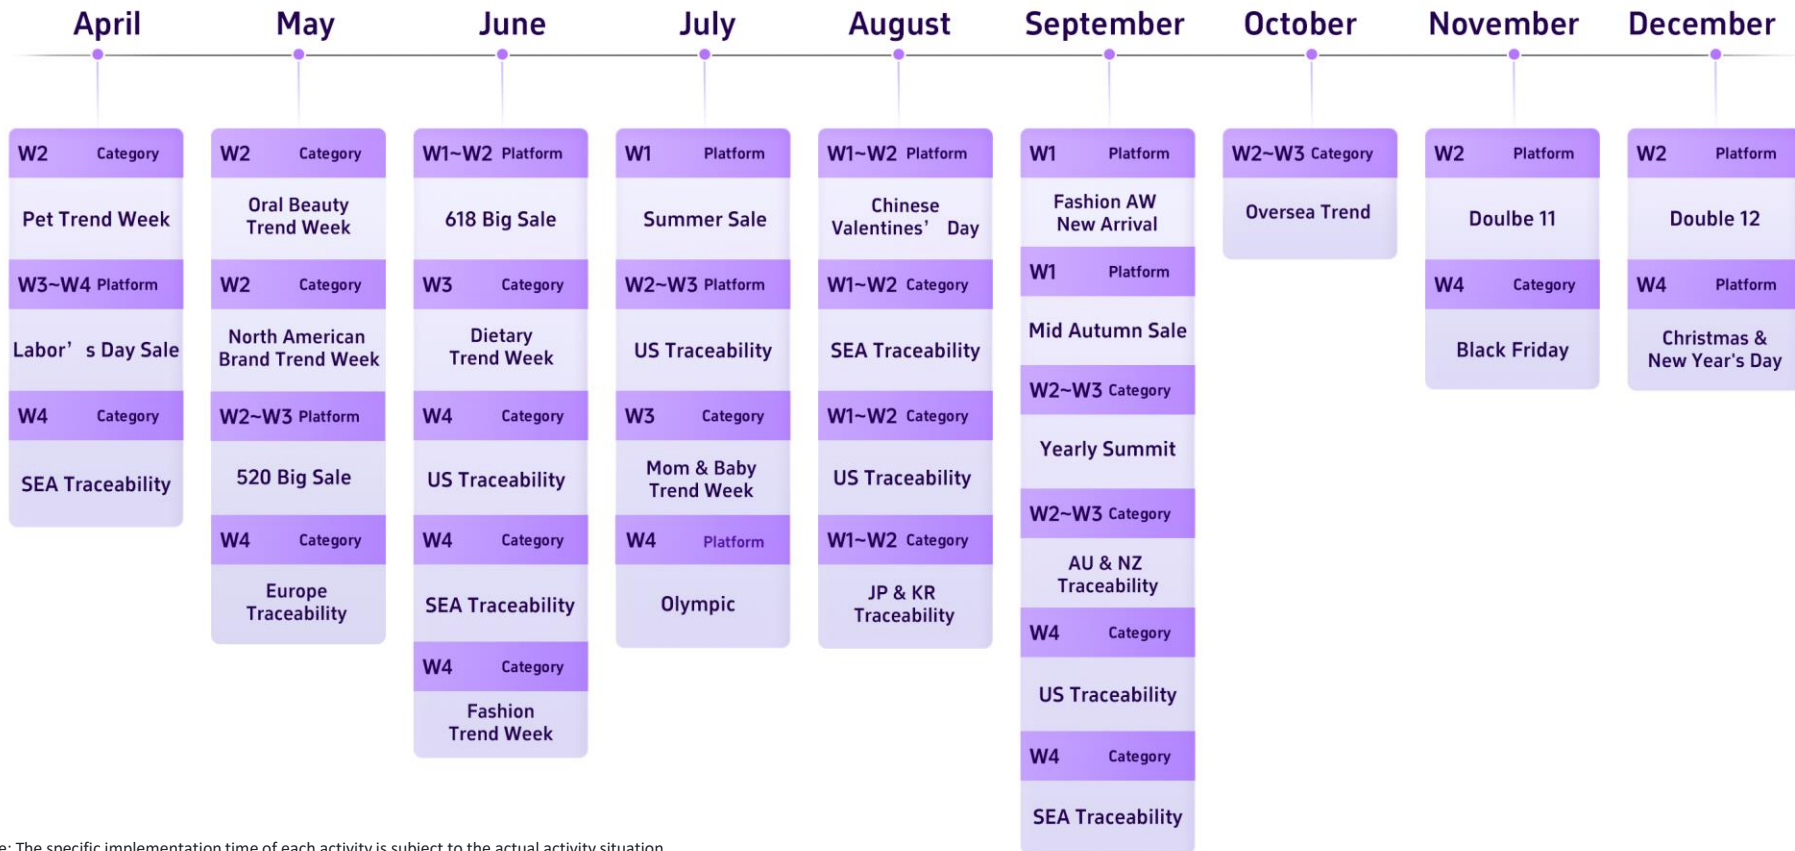 April
May
June
July
August
September
October
November
December
W2 Category
Pet Trend Week
W3~W4 Platform
Labor’ s Day Sale
W4 Category
SEA Traceability
W2 Category
Oral Beauty
Trend Week
W2 Category
North American
Brand Trend Week
W2~W3 Platform
520 Big Sale
W4 Category
Europe
Traceability
W1~W2 Platform
618 Big Sale
W3 Category
Dietary
Trend Week
W4 Category
US Traceability
W4 Category
SEA Traceability
W4 Category
Fashion
Trend Week
W1 Platform
Summer Sale
W2~W3 Platform
US Traceability
W3 Category
Mom & Baby
Trend Week
W4 Platform
Olympic
W1~W2 Platform
Chinese
Valentines’ Day
W1~W2 Category
SEA Traceability
W1~W2 Category
US Traceability
W1~W2 Category
JP & KR
Traceability
W1 Platform
Fashion AW
New Arrival
W1 Platform
Mid Autumn Sale
W2~W3 Category
Yearly Summit
W2~W3 Category
AU & NZ
Traceability
W4 Category
US Traceability
W4 Category
SEA Traceability
W2~W3 Category
Oversea Trend
W2 Platform
Doulbe 11
W4 Category
Black Friday
W2 Platform
Double 12
W4 Platform
Christmas &
New Year's Day
e: The specific implementation time of each activity is subject to the actual activity situation